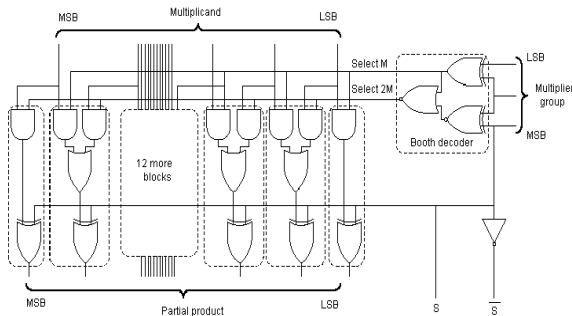 Multiplicand
MSB
LSB
Select M
Select 2M
LSB
Multiplier
group
MSB
Booth decoder
12 more
blocks
MSB
LSB
Partial product
S
S